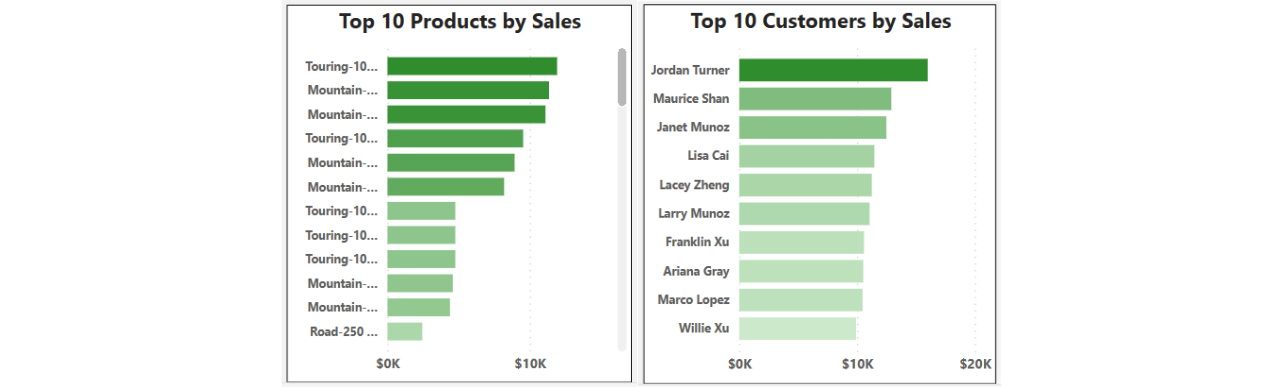 Top 10 Products by Sales
Touring-10...
Mountain-...
Mountain-...
Touring-10...
Mountain-...
Mountain-...
Touring-10...
Touring-10...
Touring-10...
Mountain-...
Mountain-...
Road-250 ...
$0K
$10K
Top 10 Customers by Sales
Jordan Turner
Maurice Shan
Janet Munoz
Lisa Cai
Lacey Zheng
Larry Munoz
Franklin Xu
Ariana Gray
Marco Lopez
Willie Xu
$0K
$10K
$20K